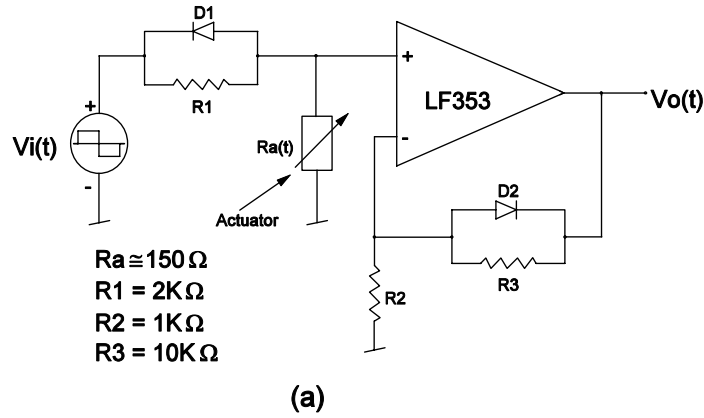 D1
R1
+
Vi(t)
-
Ra(t)
Actuator
+
-
LF353
Vo(t)
D2
R3
R2
Ra≅150Ω
R1 = 2KΩ
R2 = 1KΩ
R3 = 10KΩ
(a)